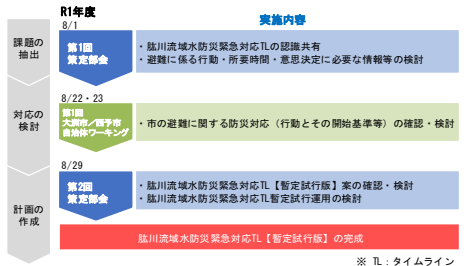 R1年度
実施内容
課題の
抽出
8/1
第1回
策定部会
・肱川流域水防災緊急対応TLの認識共有
・避難に係る行動・所要時間・意思決定に必要な情報等の検討
対応の
検討
8/22・23
第1回
大洲市／西予市
自治体ワーキング
・市の避難に関する防災対応（行動とその開始基準等）の確認・検討
計画の
作成
8/29
第2回
策定部会
・肱川流域水防災緊急対応TL【暫定試行版】案の確認・検討
・肱川流域水防災緊急対応TL暫定試行運用の検討
肱川流域水防災緊急対応TL【暫定試行版】の完成
※ TL：タイムライン